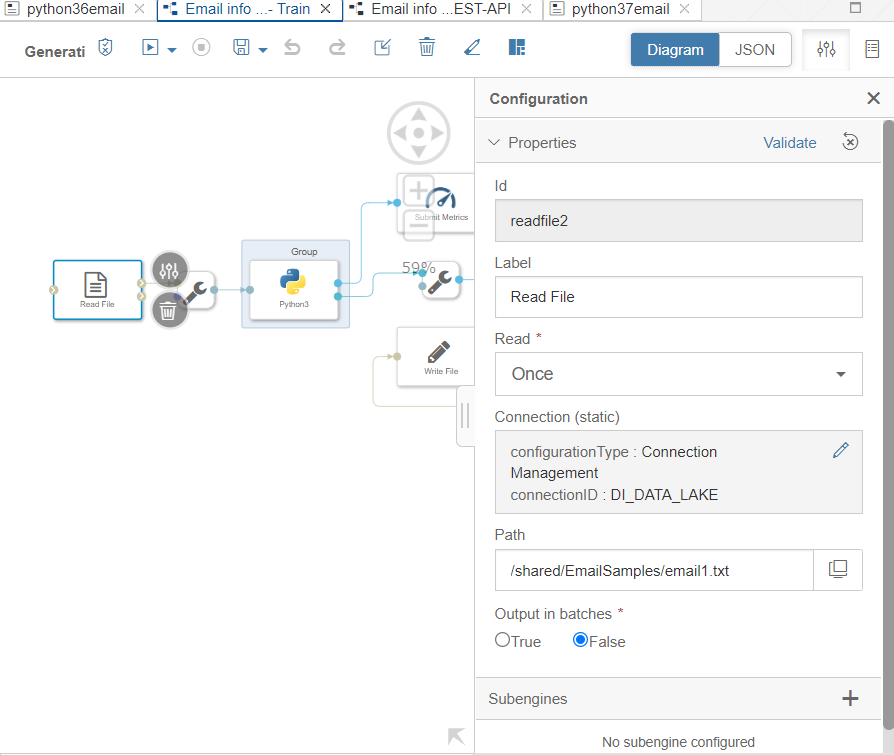 python36email
Email info ...- Train
Email info ...EST-API
python37email
Generati
Diagram
JSON
Configuration
Properties
Validate
Id
readfile2
Label
Read File
Read *
Once
Connection (static)
configurationType : Connection
Management
connectionID : DI_DATA_LAKE
Path
/shared/EmailSamples/email1.txt
Output in batches *
True
False
Subengines
No subengine configured
Submit Metrics
59%
Group
Read File
Python3
Write File